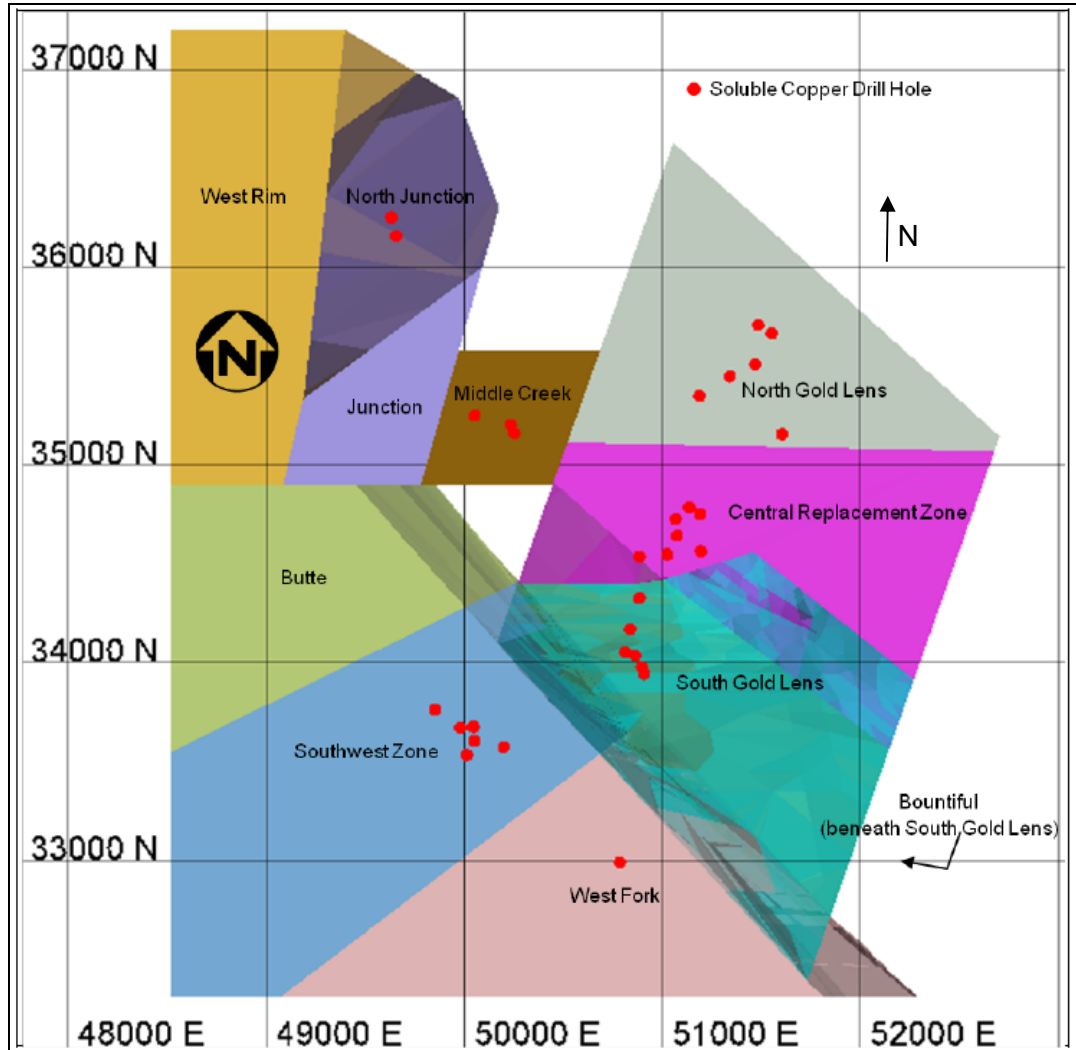 37000 N
Soluble Copper Drill Hole
West Rim
North Junction
N
36000 N
N
Middle Creek
North Gold Lens
Junction
35000 N
Central Replacement Zone
Butte
34000 N
South Gold Lens
Southwest Zone
Bountiful
(beneath South Gold Lens)
33000 N
West Fork
48000 E 49000 E 50000 E 51000 E 52000 E